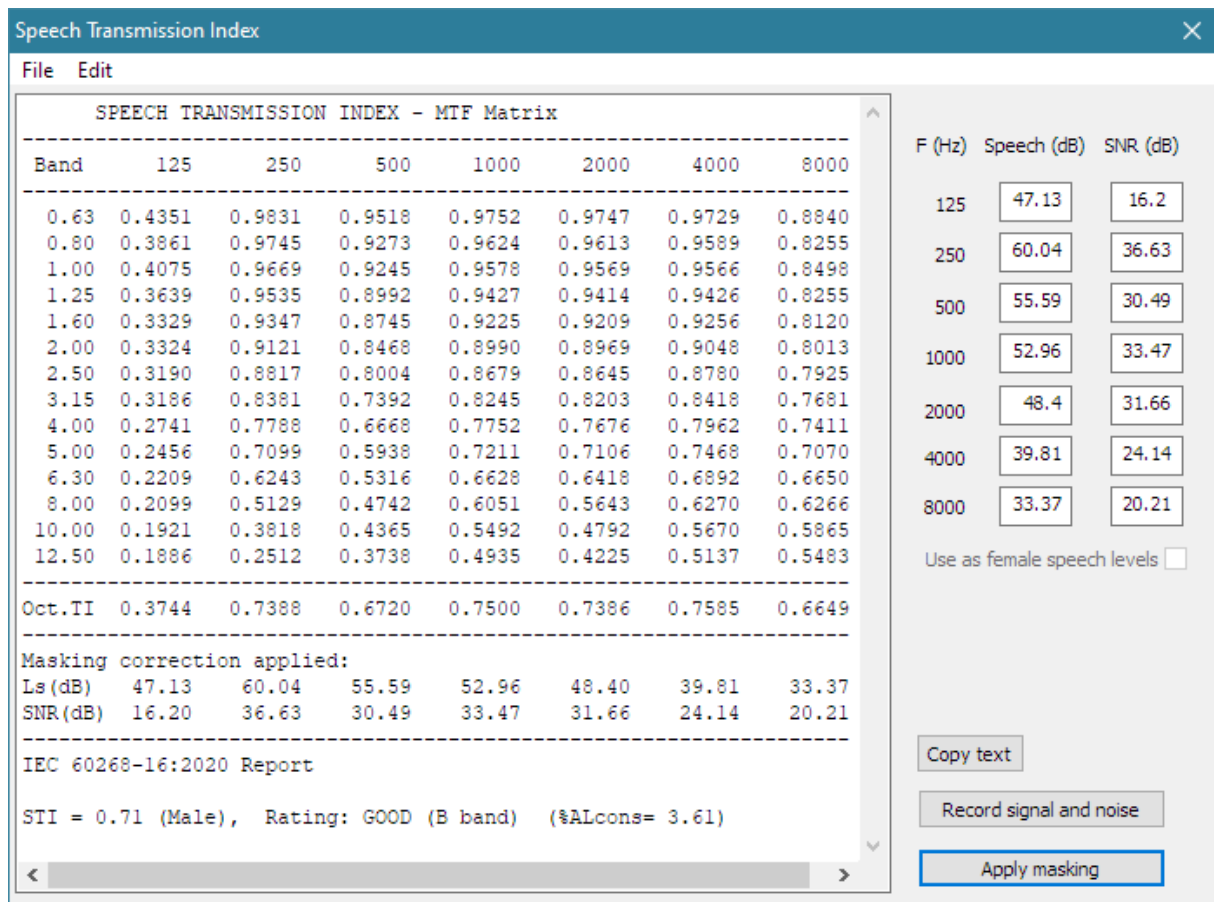 Speech Transmission Index
File Edit
SPEECH TRANSMISSION INDEX - MTF Matrix
--------------------------------------------------------------------
Band 125 250 500 1000 2000 4000 8000
--------------------------------------------------------------------
0.63 0.4351 0.9831 0.9518 0.9752 0.9747 0.9729 0.8840
0.80 0.3861 0.9745 0.9273 0.9624 0.9613 0.9589 0.8255
1.00 0.4075 0.9669 0.9245 0.9578 0.9569 0.9566 0.8498
1.25 0.3639 0.9535 0.8992 0.9427 0.9414 0.9426 0.8255
1.60 0.3329 0.9347 0.8745 0.9225 0.9209 0.9256 0.8120
2.00 0.3324 0.9121 0.8468 0.8990 0.8969 0.9048 0.8013
2.50 0.3190 0.8817 0.8004 0.8679 0.8645 0.8780 0.7925
3.15 0.3186 0.8381 0.7392 0.8245 0.8203 0.8418 0.7681
4.00 0.2741 0.7788 0.6668 0.7752 0.7676 0.7962 0.7411
5.00 0.2456 0.7099 0.5938 0.7211 0.7106 0.7468 0.7070
6.30 0.2209 0.6243 0.5316 0.6628 0.6418 0.6892 0.6650
8.00 0.2099 0.5129 0.4742 0.6051 0.5643 0.6270 0.6266
10.00 0.1921 0.3818 0.4365 0.5492 0.4792 0.5670 0.5865
12.50 0.1886 0.2512 0.3738 0.4935 0.4225 0.5137 0.5483
--------------------------------------------------------------------
Oct.TI 0.3744 0.7388 0.6720 0.7500 0.7386 0.7585 0.6649
--------------------------------------------------------------------
Masking correction applied:
Ls(dB) 47.13 60.04 55.59 52.96 48.40 39.81 33.37
SNR(dB) 16.20 36.63 30.49 33.47 31.66 24.14 20.21
--------------------------------------------------------------------
IEC 60268-16:2020 Report
STI = 0.71 (Male), Rating: GOOD (B band) (%ALcons= 3.61)
F (Hz) Speech (dB) SNR (dB)
125 47.13 16.2
250 60.04 36.63
500 55.59 30.49
1000 52.96 33.47
2000 48.4 31.66
4000 39.81 24.14
8000 33.37 20.21
Use as female speech levels
Copy text
Record signal and noise
Apply masking